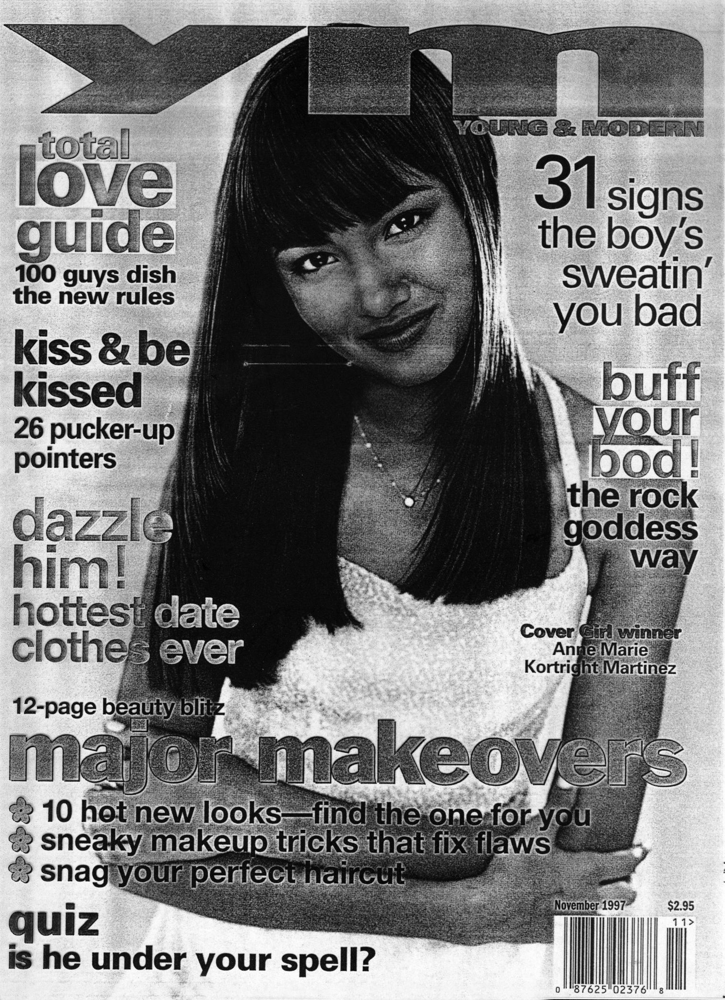 ym
YOUNG & MODERN
total
love
guide
100 guys dish
the new rules
kiss & be
kissed
26 pucker-up
pointers
dazzle
him!
hottest date
clothes ever
31 signs
the boy's
sweatin'
you bad
buff
your
bod!
the rock
goddess
way
Cover Girl winner
Anne Marie
Kortright Martinez
12-page beauty blitz
major makeovers
10 hot new looks—find the one for you
sneaky makeup tricks that fix flaws
snag your perfect haircut
quiz
is he under your spell?
November 1997 $2.95
11>
0 87625 02376 8